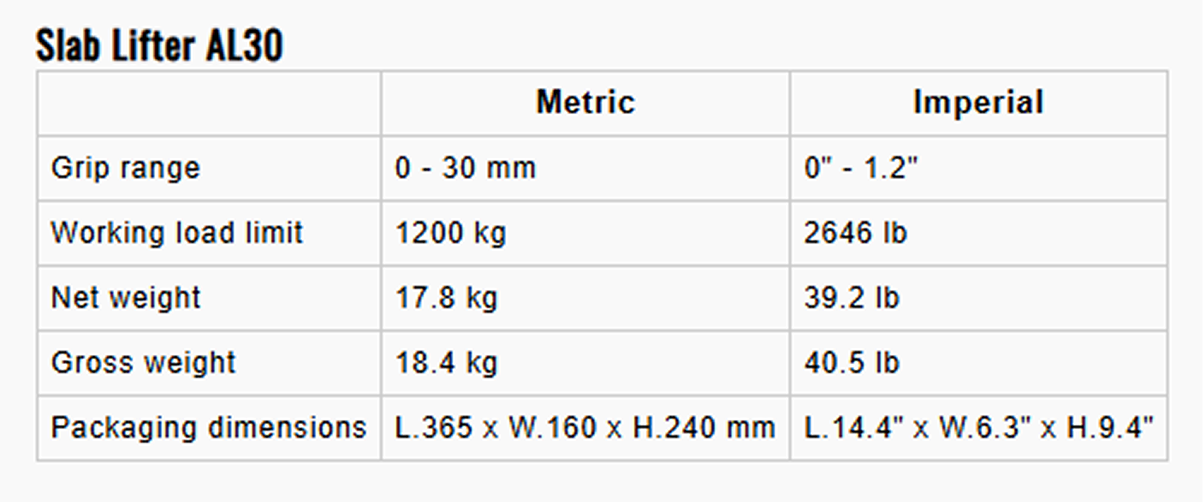 Slab Lifter AL30
Metric Imperial
Grip range 0 - 30 mm 0" - 1.2"
Working load limit 1200 kg 2646 lb
Net weight 17.8 kg 39.2 lb
Gross weight 18.4 kg 40.5 lb
Packaging dimensions L.365 x W.160 x H.240 mm L.14.4" x W.6.3" x H.9.4"